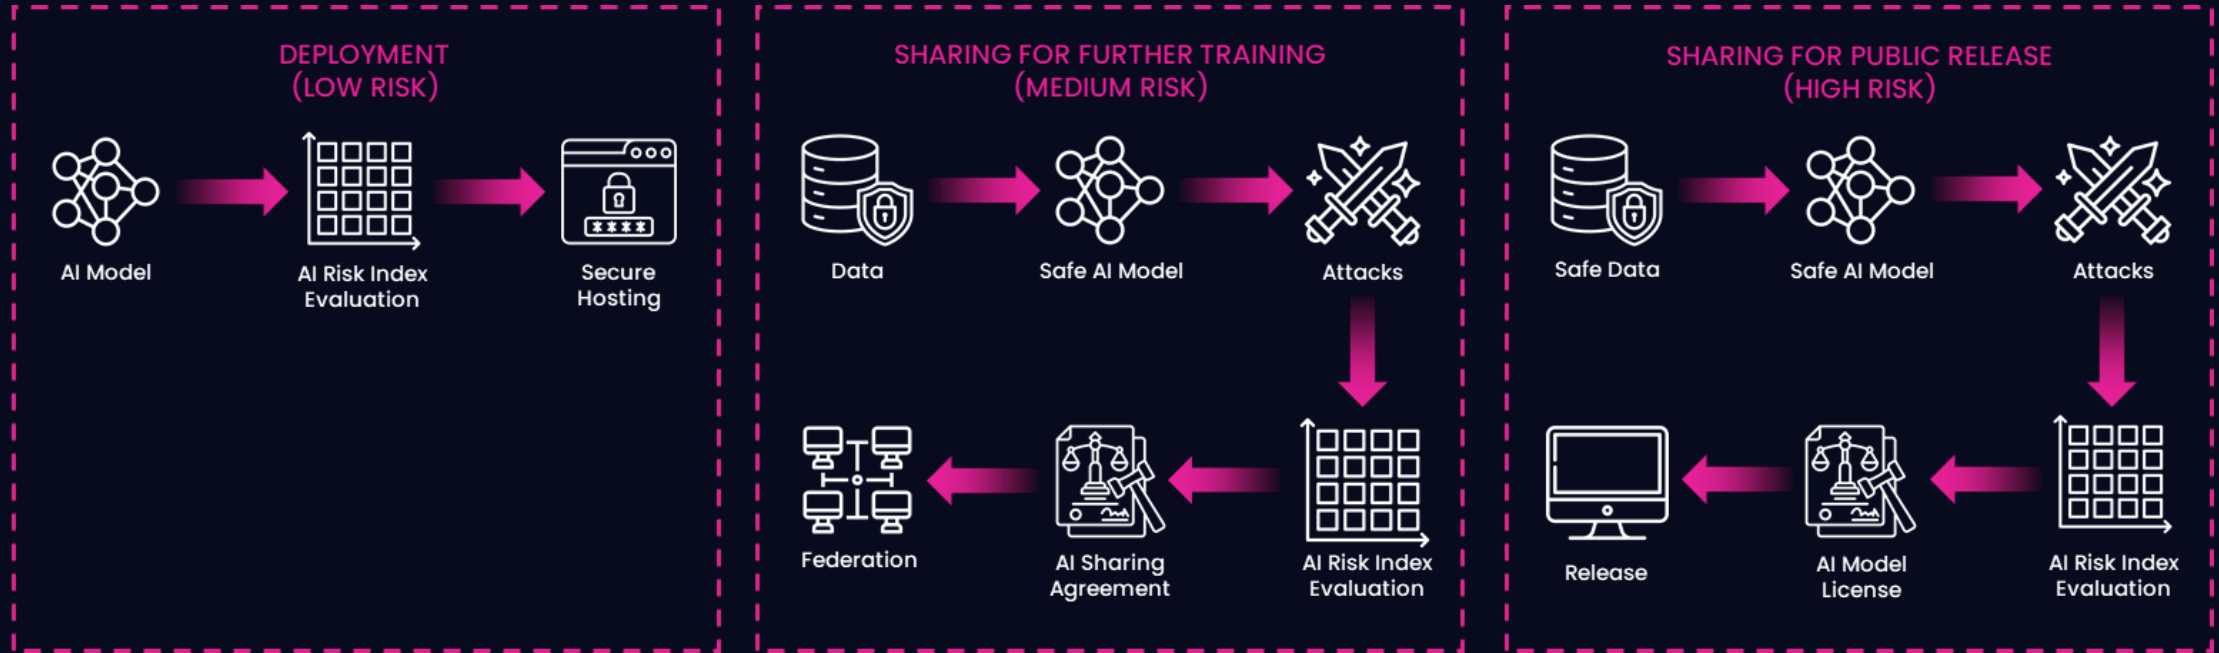 DEPLOYMENT
(LOW RISK)
AI Model
AI Risk Index
Evaluation
Secure
Hosting
****
SHARING FOR FURTHER TRAINING
(MEDIUM RISK)
Data
Safe AI Model
Attacks
Federation
AI Sharing
Agreement
AI Risk Index
Evaluation
SHARING FOR PUBLIC RELEASE
(HIGH RISK)
Safe Data
Safe AI Model
Attacks
Release
AI Model
License
AI Risk Index
Evaluation